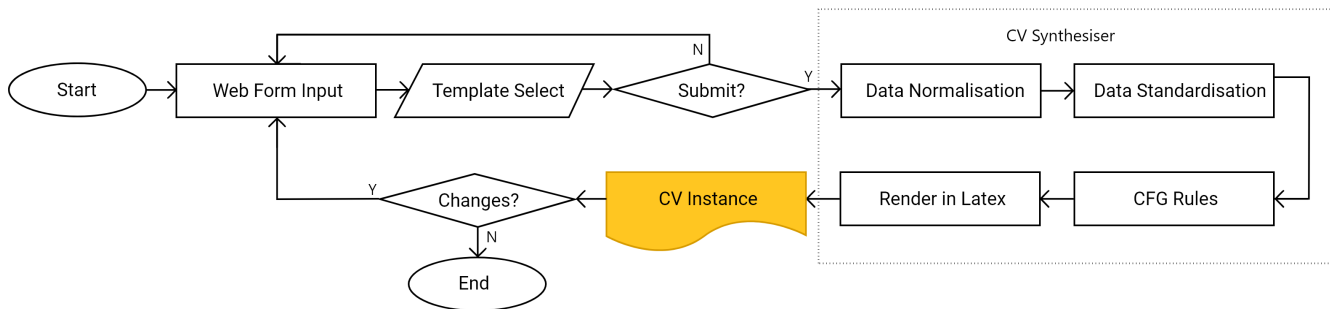 CV Synthesiser
N
Y
Start
Web Form Input
Template Select
Submit?
Data Normalisation
Data Standardisation
Y
Changes?
CV Instance
Render in Latex
CFG Rules
N
End